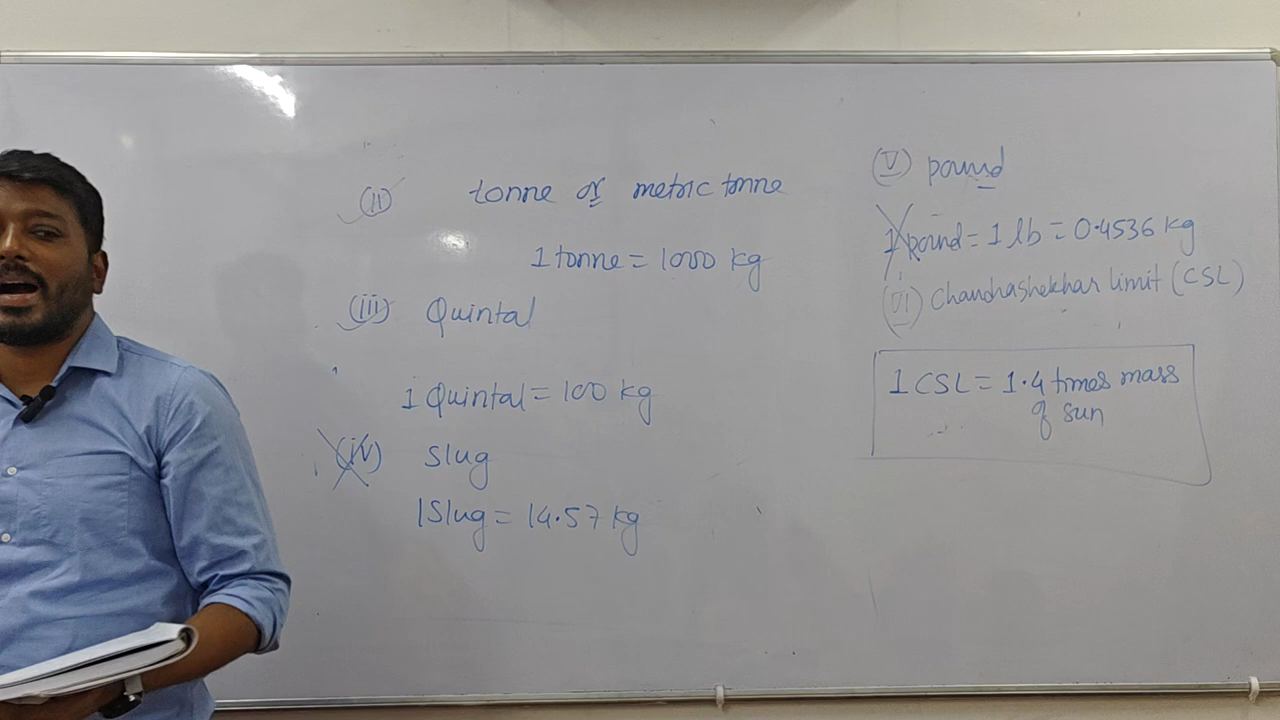 (ii) tonne or metric tonne
1 tonne = 1000 kg
(iii) Quintal
1 Quintal = 100 kg
(iv) Slug
1 Slug = 14.57 kg
(V) pound
1 pound = 1 lb = 0.4536 kg
(VI) Chandrashekhar limit (CSL)
1 CSL = 1.4 times mass
of sun